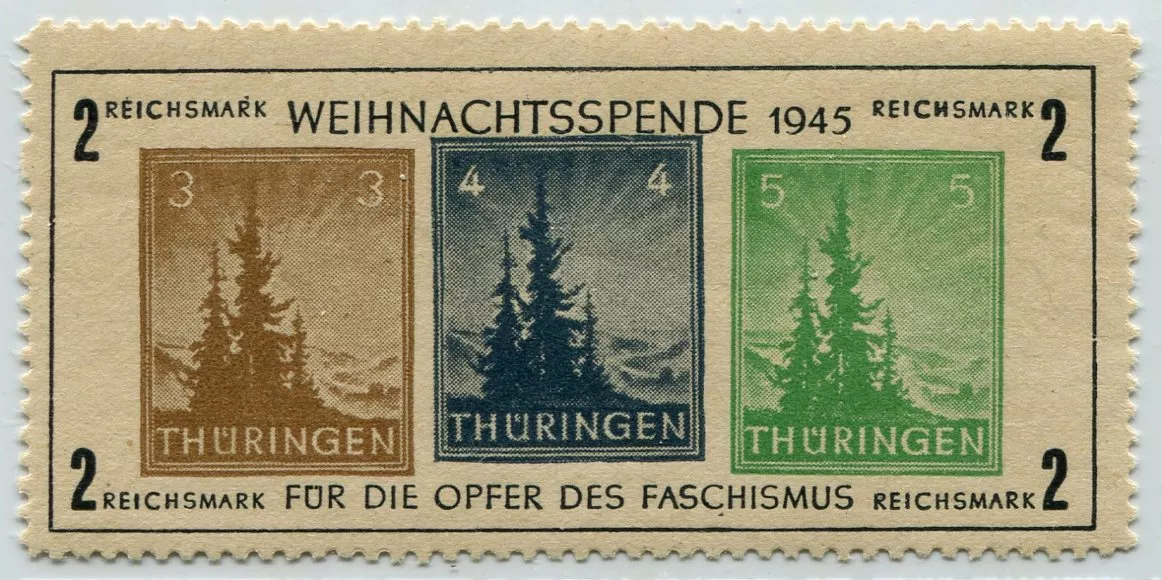 2 REICHSMARK WEIHNACHTSSPENDE 1945 REICHSMARK 2
3 3
THÜRINGEN
4 4
THÜRINGEN
5 5
THÜRINGEN
2 REICHSMARK FÜR DIE OPFER DES FASCHISMUS REICHSMARK 2